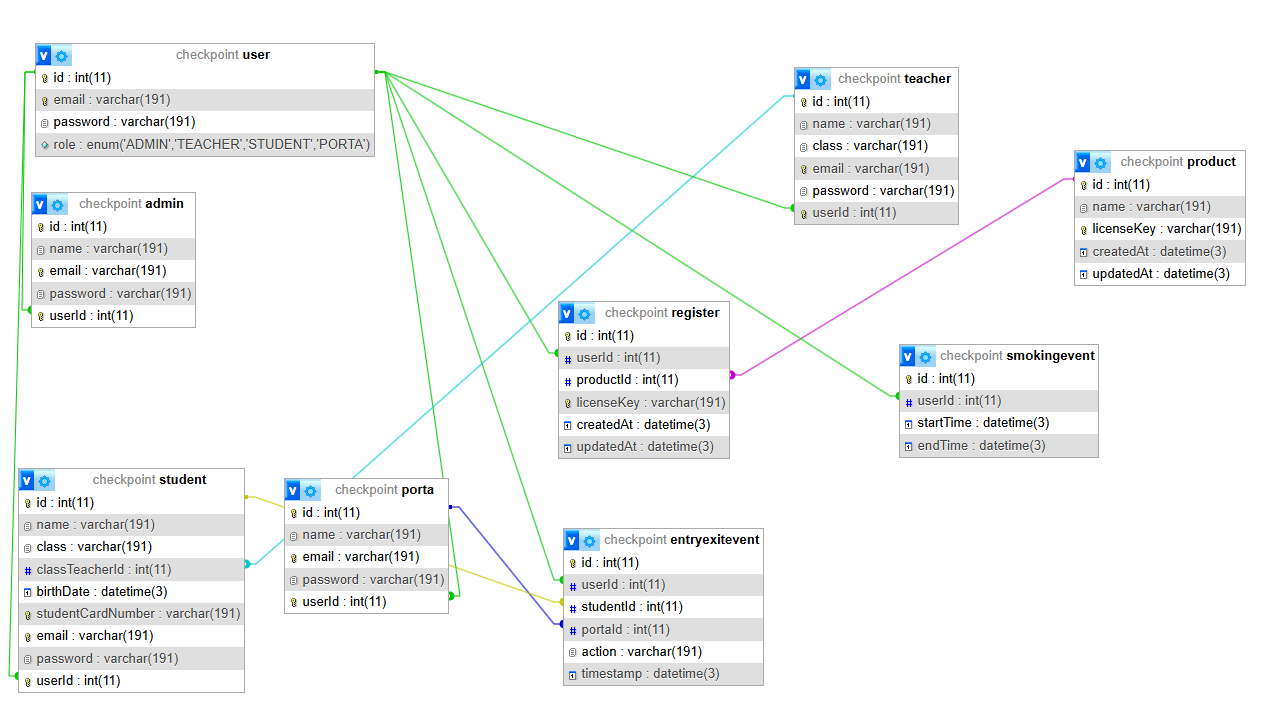 checkpoint user
id : int(11)
email : varchar(191)
password : varchar(191)
role : enum('ADMIN','TEACHER','STUDENT','PORTA')
checkpoint admin
id : int(11)
name : varchar(191)
email : varchar(191)
password : varchar(191)
userId : int(11)
checkpoint teacher
id : int(11)
name : varchar(191)
class : varchar(191)
email : varchar(191)
password : varchar(191)
userId : int(11)
checkpoint product
id : int(11)
name : varchar(191)
licenseKey : varchar(191)
createdAt : datetime(3)
updatedAt : datetime(3)
checkpoint register
id : int(11)
userId : int(11)
productId : int(11)
licenseKey : varchar(191)
createdAt : datetime(3)
updatedAt : datetime(3)
checkpoint smokingevent
id : int(11)
userId : int(11)
startTime : datetime(3)
endTime : datetime(3)
checkpoint student
id : int(11)
name : varchar(191)
class : varchar(191)
classTeacherId : int(11)
birthDate : datetime(3)
studentCardNumber : varchar(191)
email : varchar(191)
password : varchar(191)
userId : int(11)
checkpoint porta
id : int(11)
name : varchar(191)
email : varchar(191)
password : varchar(191)
userId : int(11)
checkpoint entryexitevent
id : int(11)
userId : int(11)
studentId : int(11)
portaId : int(11)
action : varchar(191)
timestamp : datetime(3)